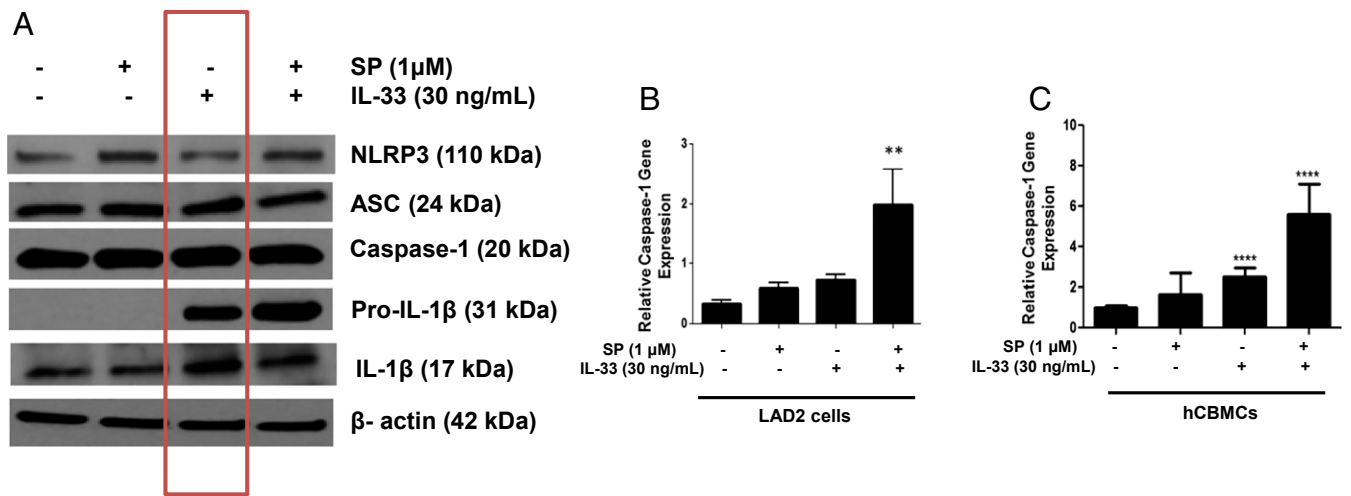 A
- + - + SP (1µM)
- - + + IL-33 (30 ng/mL)
NLRP3 (110 kDa)
ASC (24 kDa)
Caspase-1 (20 kDa)
Pro-IL-1β (31 kDa)
IL-1β (17 kDa)
β- actin (42 kDa)
B
Relative Caspase-1 Gene
Expression
3
2
1
0
**
SP (1 µM) - + - +
IL-33 (30 ng/mL) - - + +
LAD2 cells
C
Relative Caspase-1 Gene
Expression
10
8
6
4
2
0
****
****
SP (1 µM) - + - +
IL-33 (30 ng/mL) - - + +
hCBMCs